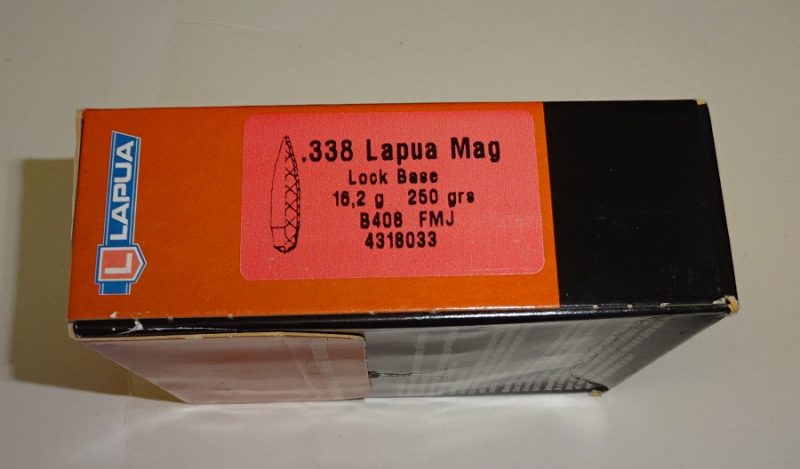 LAPUA
L
.338 Lapua Mag
Lock Base
16,2 g 250 grs
B408 FMJ
4318033